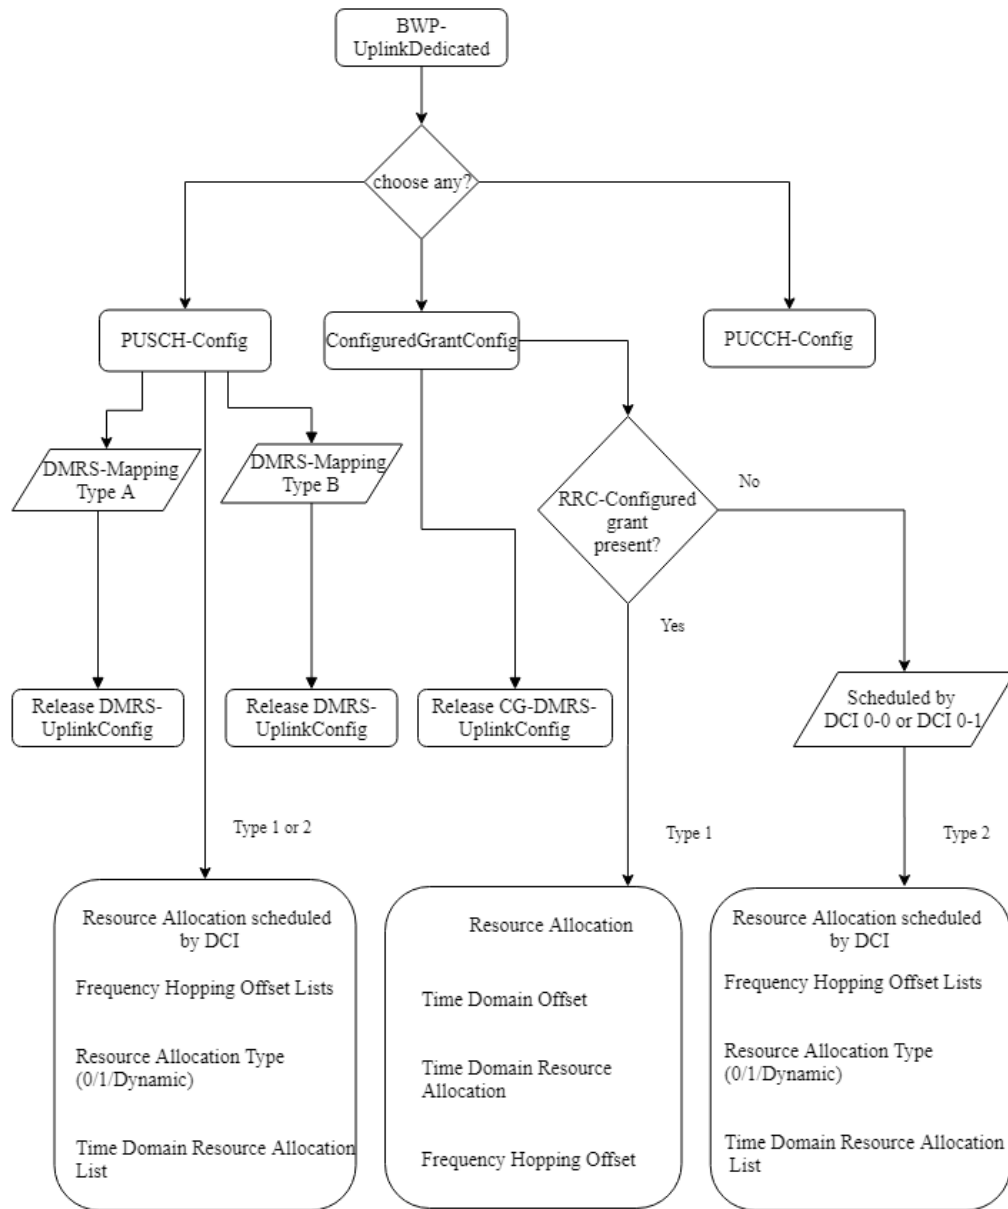 BWP-
UplinkDedicated
choose any?
PUSCH-Config
ConfiguredGrantConfig
PUCCH-Config
DMRS-Mapping
Type A
DMRS-Mapping
Type B
RRC-Configured
grant
present?
No
Yes
Release DMRS-
UplinkConfig
Release DMRS-
UplinkConfig
Release CG-DMRS-
UplinkConfig
Scheduled by
DCI 0-0 or DCI 0-1
Type 1 or 2
Type 1
Type 2
Resource Allocation scheduled
by DCI
Frequency Hopping Offset Lists
Resource Allocation Type
(0/1/Dynamic)
Time Domain Resource Allocation
List
Resource Allocation
Time Domain Offset
Time Domain Resource
Allocation
Frequency Hopping Offset
Resource Allocation scheduled
by DCI
Frequency Hopping Offset Lists
Resource Allocation Type
(0/1/Dynamic)
Time Domain Resource Allocation
List